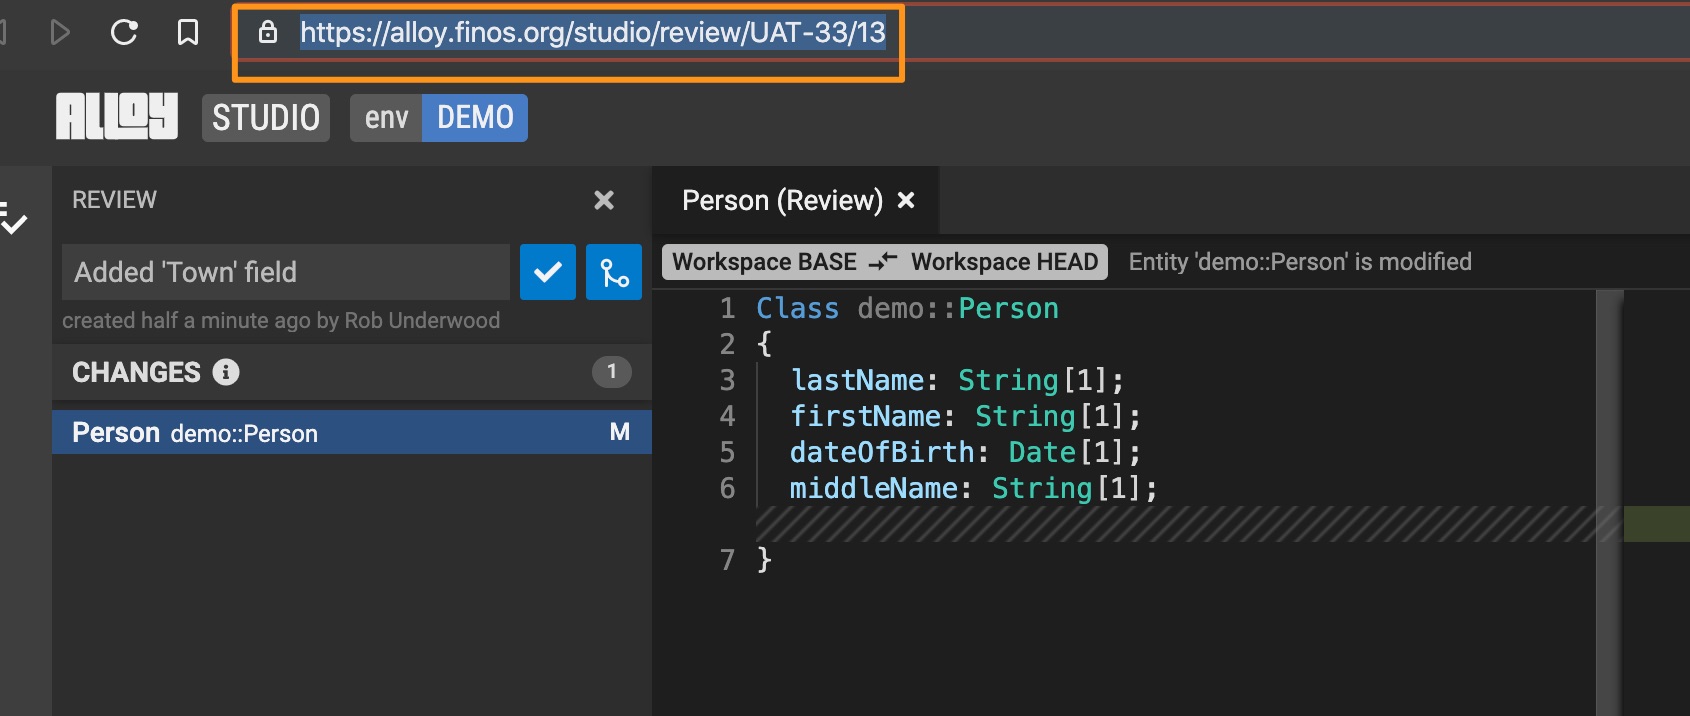 https://alloy.finos.org/studio/review/UAT-33/13
ALLOY STUDIO env DEMO
REVIEW
Added 'Town' field
created half a minute ago by Rob Underwood
CHANGES 1
Person demo::Person M
Person (Review)
Workspace BASE Workspace HEAD Entity 'demo::Person' is modified
1 Class demo::Person
2 {
3 lastName: String[1];
4 firstName: String[1];
5 dateOfBirth: Date[1];
6 middleName: String[1];
7 }